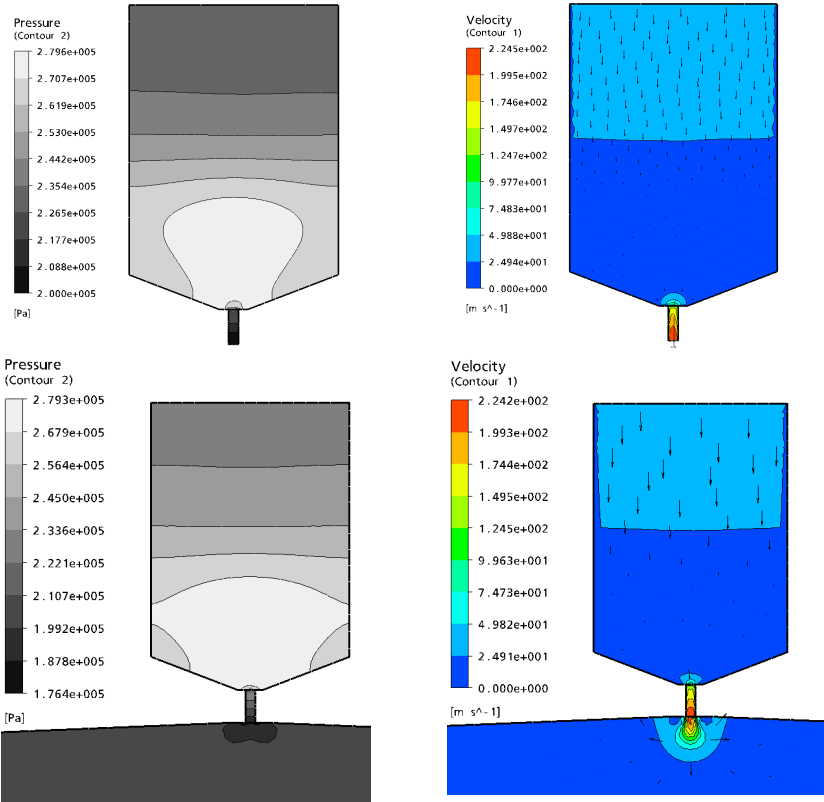 Pressure
(Contour 2)
2.796e+005
2.707e+005
2.619e+005
2.530e+005
2.442e+005
2.354e+005
2.265e+005
2.177e+005
2.088e+005
2.000e+005
[Pa]
Velocity
(Contour 1)
2.245e+002
1.995e+002
1.746e+002
1.497e+002
1.247e+002
9.977e+001
7.483e+001
4.988e+001
2.494e+001
0.000e+000
[m s^-1]
Pressure
(Contour 2)
2.793e+005
2.679e+005
2.564e+005
2.450e+005
2.336e+005
2.221e+005
2.107e+005
1.992e+005
1.878e+005
1.764e+005
[Pa]
Velocity
(Contour 1)
2.242e+002
1.993e+002
1.744e+002
1.495e+002
1.245e+002
9.963e+001
7.473e+001
4.982e+001
2.491e+001
0.000e+000
[m s^-1]